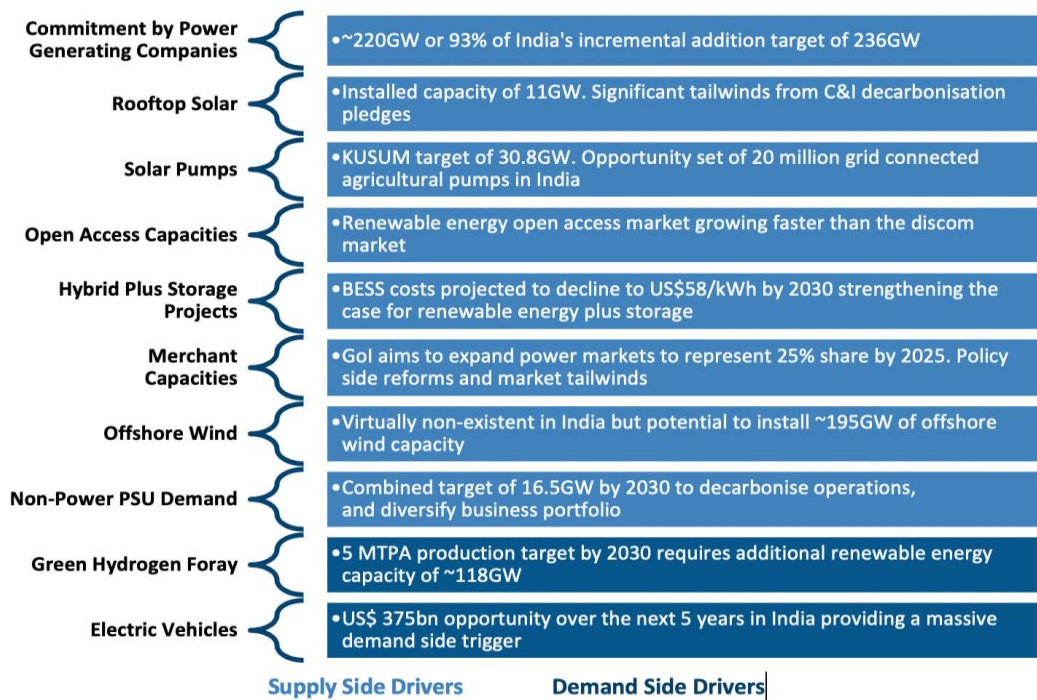 Commitment by Power
Generating Companies
•~220GW or 93% of India's incremental addition target of 236GW
Rooftop Solar
•Installed capacity of 11GW. Significant tailwinds from C&I decarbonisation
pledges
Solar Pumps
•KUSUM target of 30.8GW. Opportunity set of 20 million grid connected
agricultural pumps in India
Open Access Capacities
•Renewable energy open access market growing faster than the discom
market
Hybrid Plus Storage
Projects
•BESS costs projected to decline to US$58/kWh by 2030 strengthening the
case for renewable energy plus storage
Merchant
Capacities
•GoI aims to expand power markets to represent 25% share by 2025. Policy
side reforms and market tailwinds
Offshore Wind
•Virtually non-existent in India but potential to install ~195GW of offshore
wind capacity
Non-Power PSU Demand
•Combined target of 16.5GW by 2030 to decarbonise operations,
and diversify business portfolio
Green Hydrogen Foray
•5 MTPA production target by 2030 requires additional renewable energy
capacity of ~118GW
Electric Vehicles
•US$ 375bn opportunity over the next 5 years in India providing a massive
demand side trigger
Supply Side Drivers
Demand Side Drivers